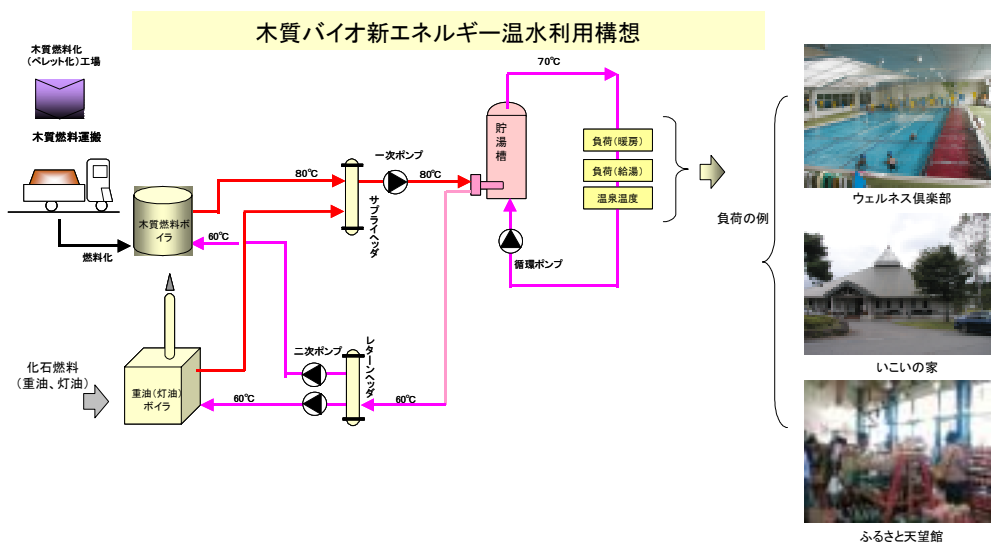 木質バイオ新エネルギー温水利用構想
木質燃料化
(ペレット化)工場
木質燃料運搬
燃料化
木質燃料ボ
イラ
80℃
60℃
サプライヘッダ
一次ポンプ
80℃
貯湯槽
70℃
循環ポンプ
負荷(暖房)
負荷(給湯)
温泉温度
負荷の例
ウェルネス倶楽部
いこいの家
ふるさと天望館
化石燃料
(重油、灯油)
重油(灯油)
ボイラ
60℃
二次ポンプ
レターンヘッダ
60℃